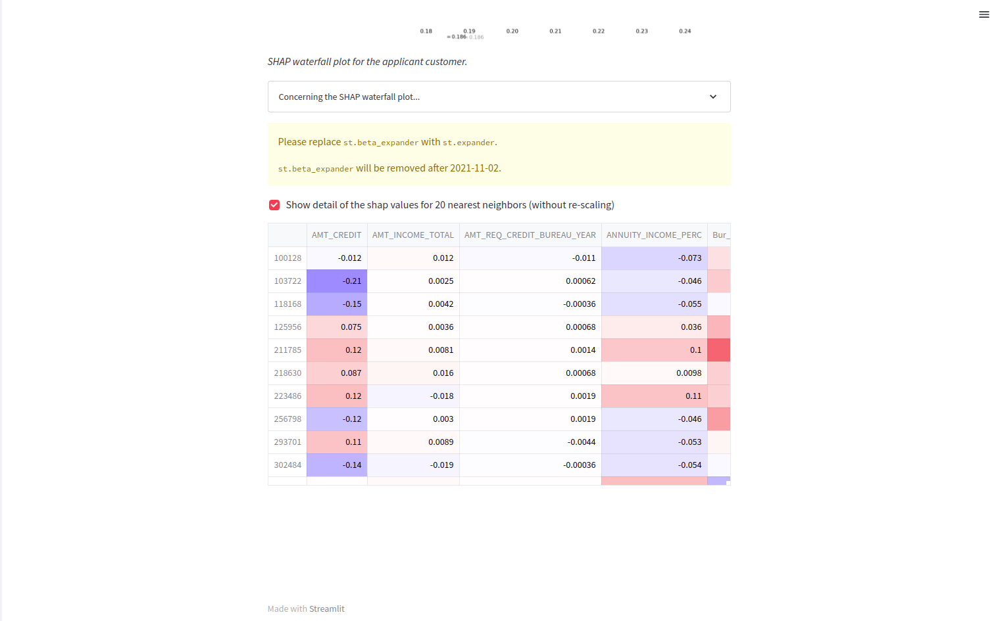 0.18 0.19 0.20 0.21 0.22 0.23 0.24
= 0.186 = 0.186
SHAP waterfall plot for the applicant customer.
Concerning the SHAP waterfall plot...
Please replace st.beta_expander with st.expander.
st.beta_expander will be removed after 2021-11-02.
Show detail of the shap values for 20 nearest neighbors (without re-scaling)
AMT_CREDIT AMT_INCOME_TOTAL AMT_REQ_CREDIT_BUREAU_YEAR ANNUITY_INCOME_PERC Bur_
100128 -0.012 0.012 -0.011 -0.073
103722 -0.21 0.0025 0.00062 -0.046
118168 -0.15 0.0042 -0.00036 -0.055
125956 0.075 0.0036 0.00068 0.036
211785 0.12 0.0081 0.0014 0.1
218630 0.087 0.016 0.00068 0.0098
223486 0.12 -0.018 0.0019 0.11
256798 -0.12 0.003 0.0019 -0.046
293701 0.11 0.0089 -0.0044 -0.053
302484 -0.14 -0.019 -0.00036 -0.054
Made with Streamlit